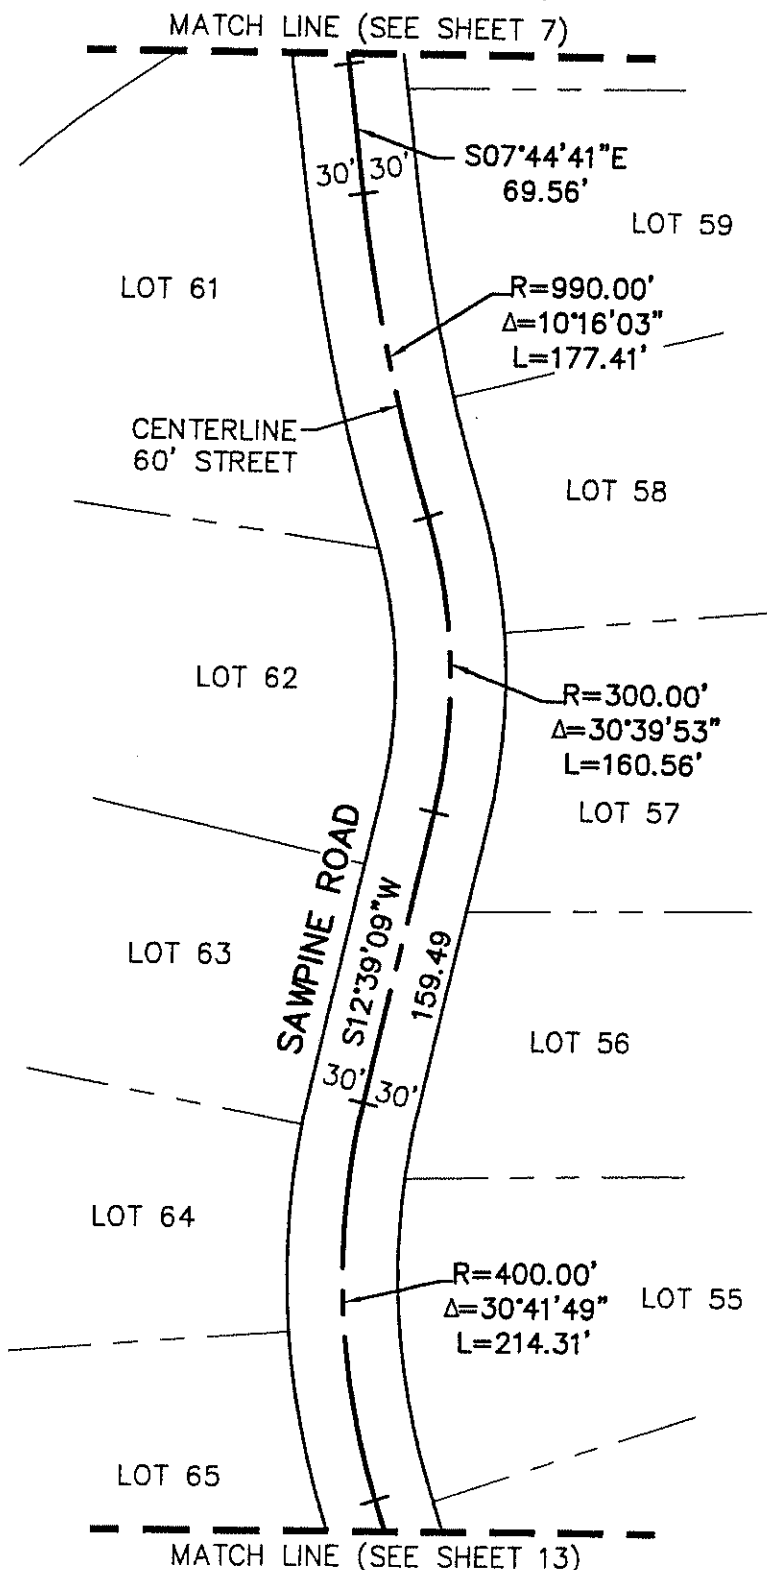 MATCH LINE (SEE SHEET 7)
S07°44'41"E
30' 30'
69.56'
LOT 59
LOT 61
R=990.00'
Δ=10°16'03"
L=177.41'
CENTERLINE
60' STREET
LOT 58
LOT 62
R=300.00'
Δ=30°39'53"
L=160.56'
LOT 57
SAWPINE ROAD
S12°39'09"W
159.49
LOT 63
LOT 56
30' 30'
LOT 64
R=400.00'
Δ=30°41'49"
L=214.31'
LOT 55
LOT 65
MATCH LINE (SEE SHEET 13)